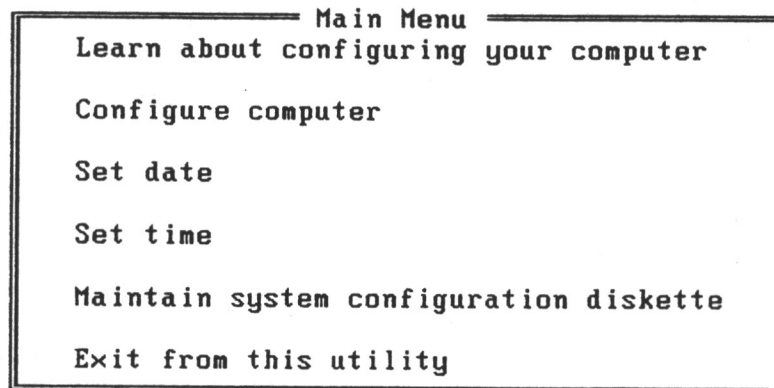 Main Menu
Learn about configuring your computer
Configure computer
Set date
Set time
Maintain system configuration diskette
Exit from this utility